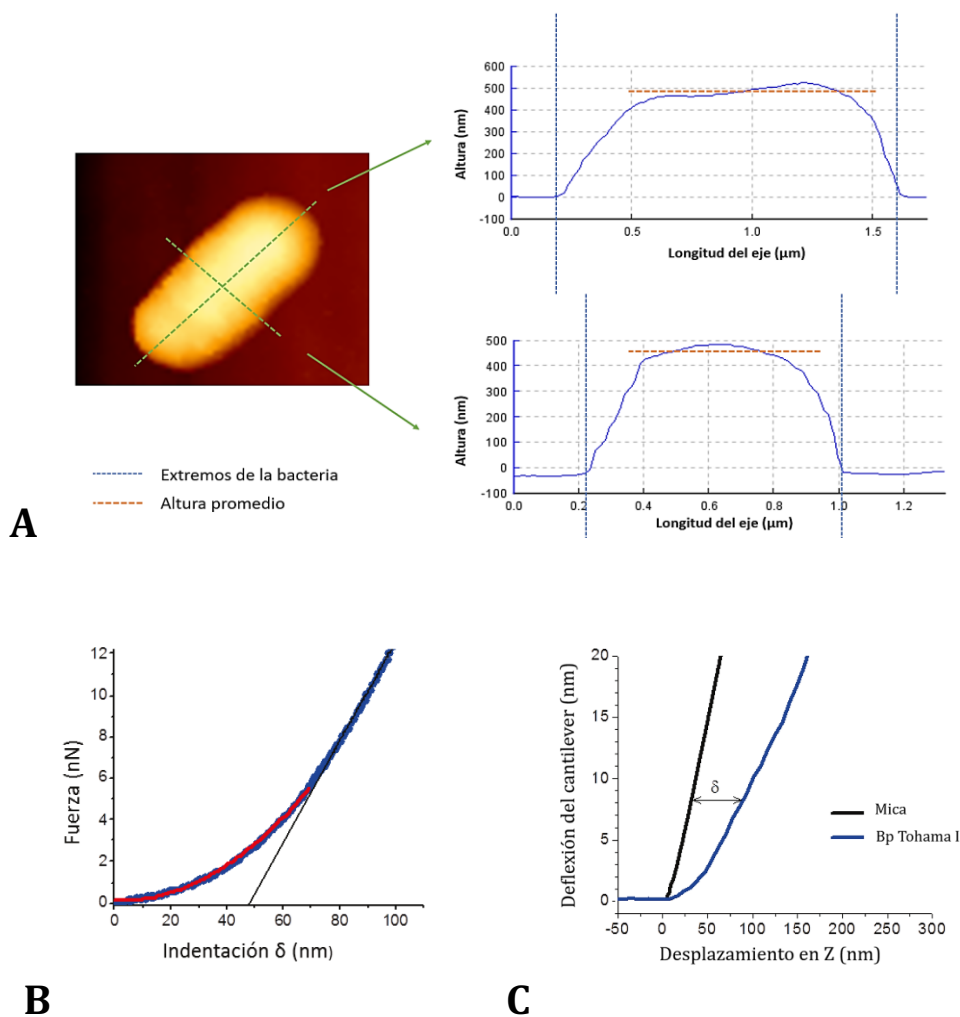 600
500
400
300
200
100
0
-100
Altura (nm)
0.0 0.5 1.0 1.5
Longitud del eje (µm)
500
400
300
200
100
0
-100
Altura (nm)
0.0 0.2 0.4 0.6 0.8 1.0 1.2
Longitud del eje (µm)
Extremos de la bacteria
Altura promedio
A
12
10
8
6
4
2
0
Fuerza (nN)
0 20 40 60 80 100
Indentación δ (nm)
B
20
15
10
5
0
Deflexión del cantilever (nm)
δ
Mica
Bp Tohama I
-50 0 50 100 150 200 250 300
Desplazamiento en Z (nm)
C